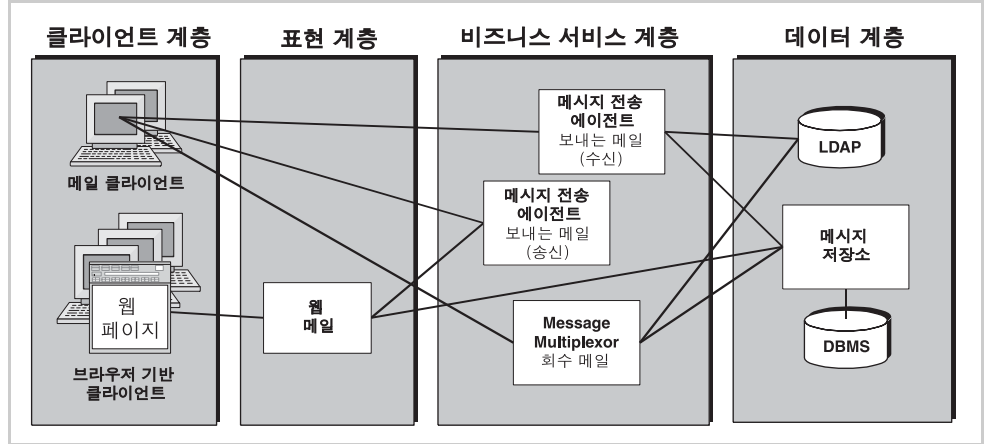 클라이언트 계층
표현 계층
비즈니스 서비스 계층
데이터 계층
메일 클라이언트
웹
페이지
브라우저 기반
클라이언트
웹
메일
메시지 전송
에이전트
보내는 메일
(수신)
메시지 전송
에이전트
보내는 메일
(송신)
Message
Multiplexor
회수 메일
LDAP
메시지
저장소
DBMS